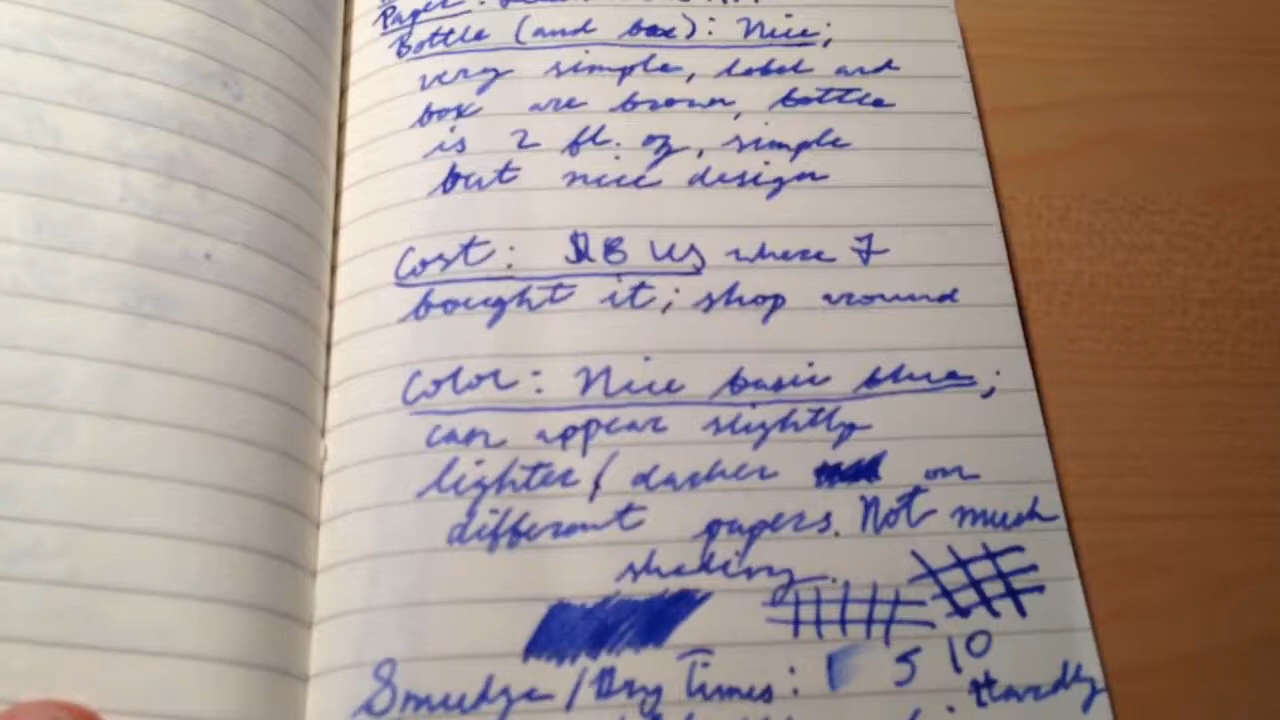 Paper:
Bottle (and box): Nice;
very simple, label and
box are brown, bottle
is 2 fl. oz, simple
but nice design
Cost: US where I
bought it; shop around
Color: Nice basic blue;
can appear slightly
lighter/darker on
different papers. Not much
shading.
Smudge/Dry Times: 5 10
Hardly